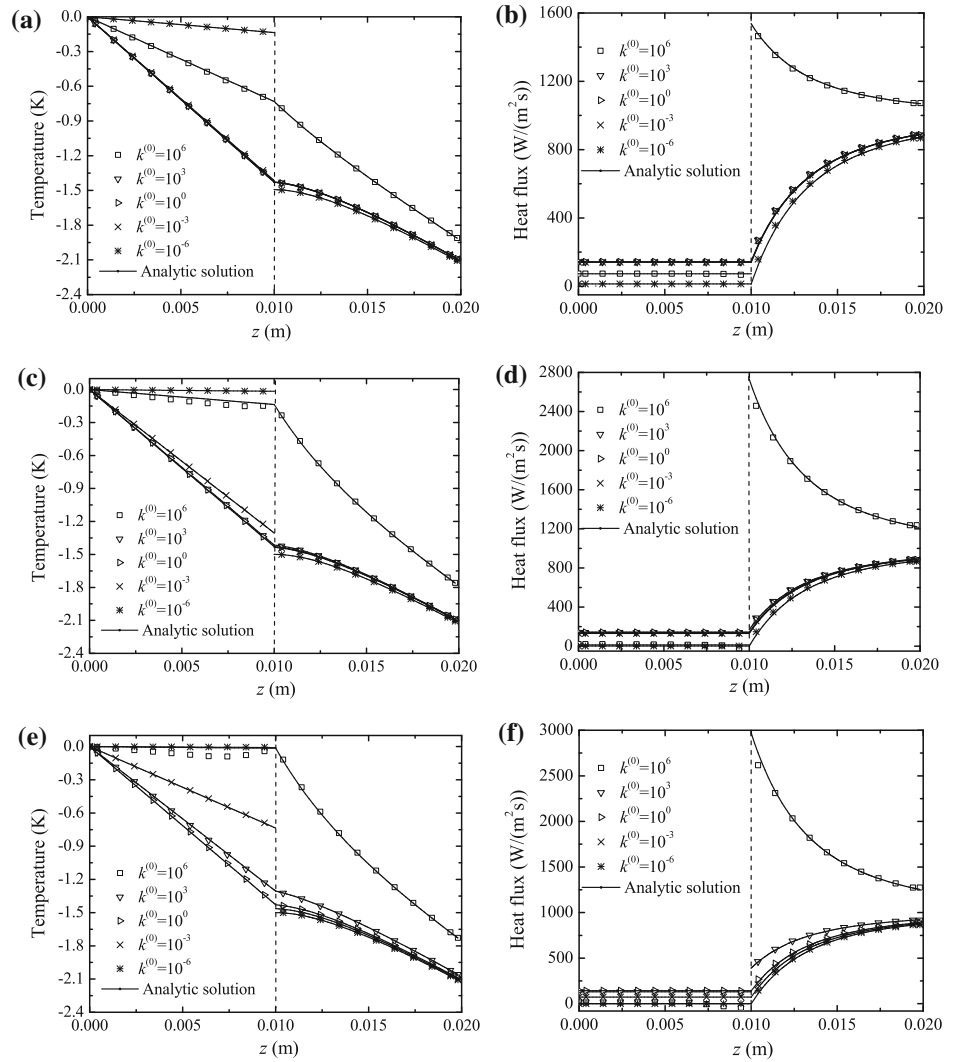 (a)
Temperature (K)
0.0
-0.3
-0.6
-0.9
-1.2
-1.5
-1.8
-2.1
-2.4
k(0)=10^6
k(0)=10^3
k(0)=10^0
k(0)=10^-3
k(0)=10^-6
Analytic solution
0.000 0.005 0.010 0.015 0.020
z (m)
(b)
Heat flux (W/(m²s))
1600
1200
800
400
0
k(0)=10^6
k(0)=10^3
k(0)=10^0
k(0)=10^-3
k(0)=10^-6
Analytic solution
0.000 0.005 0.010 0.015 0.020
z (m)
(c)
Temperature (K)
0.0
-0.3
-0.6
-0.9
-1.2
-1.5
-1.8
-2.1
-2.4
k(0)=10^6
k(0)=10^3
k(0)=10^0
k(0)=10^-3
k(0)=10^-6
Analytic solution
0.000 0.005 0.010 0.015 0.020
z (m)
(d)
Heat flux (W/(m²s))
2800
2400
2000
1600
1200
800
400
0
k(0)=10^6
k(0)=10^3
k(0)=10^0
k(0)=10^-3
k(0)=10^-6
Analytic solution
0.000 0.005 0.010 0.015 0.020
z (m)
(e)
Temperature (K)
0.0
-0.3
-0.6
-0.9
-1.2
-1.5
-1.8
-2.1
-2.4
k(0)=10^6
k(0)=10^3
k(0)=10^0
k(0)=10^-3
k(0)=10^-6
Analytic solution
0.000 0.005 0.010 0.015 0.020
z (m)
(f)
Heat flux (W/(m²s))
3000
2500
2000
1500
1000
500
0
k(0)=10^6
k(0)=10^3
k(0)=10^0
k(0)=10^-3
k(0)=10^-6
Analytic solution
0.000 0.005 0.010 0.015 0.020
z (m)